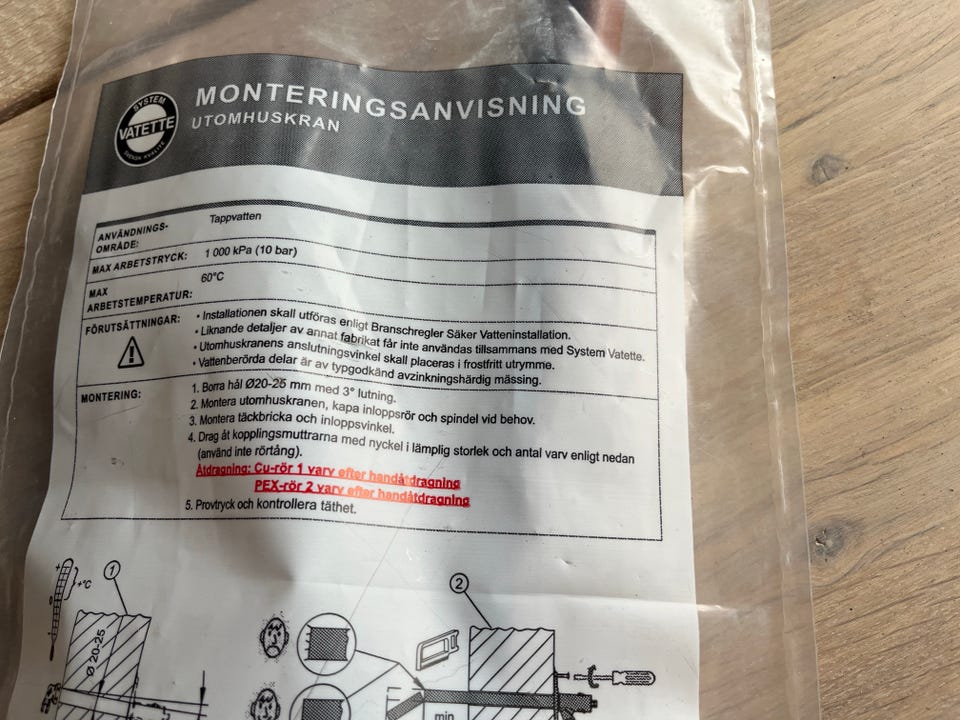 SYSTEM
VATETTE
MONTERINGSANVISNING
UTOMHUSKRAN
ANVÄNDNINGS-
OMRÅDE:
Tappvatten
MAX ARBETSTRYCK: 1 000 kPa (10 bar)
MAX
ARBETSTEMPERATUR:
60°C
FÖRUTSÄTTNINGAR:
• Installationen skall utföras enligt Branschregler Säker Vatteninstallation.
• Liknande detaljer av annat fabrikat får inte användas tillsammans med System Vatette.
• Utomhuskranens anslutningsvinkel skall placeras i frostfritt utrymme.
• Vattenberörda delar är av typgodkänd avzinkningshärdig mässing.
MONTERING:
1. Borra hål Ø20-25 mm med 3° lutning.
2. Montera utomhuskranen, kapa inloppsrör och spindel vid behov.
3. Montera täckbricka och inloppsvinkel.
4. Drag åt kopplingsmuttrarna med nyckel i lämplig storlek och antal varv enligt nedan
(använd inte rörtång).
Åtdragning: Cu-rör 1 varv efter handåtdragning
PEX-rör 2 varv efter handåtdragning
5. Provtryck och kontrollera täthet.
+
+°C
1
Ø 20-25
2
min